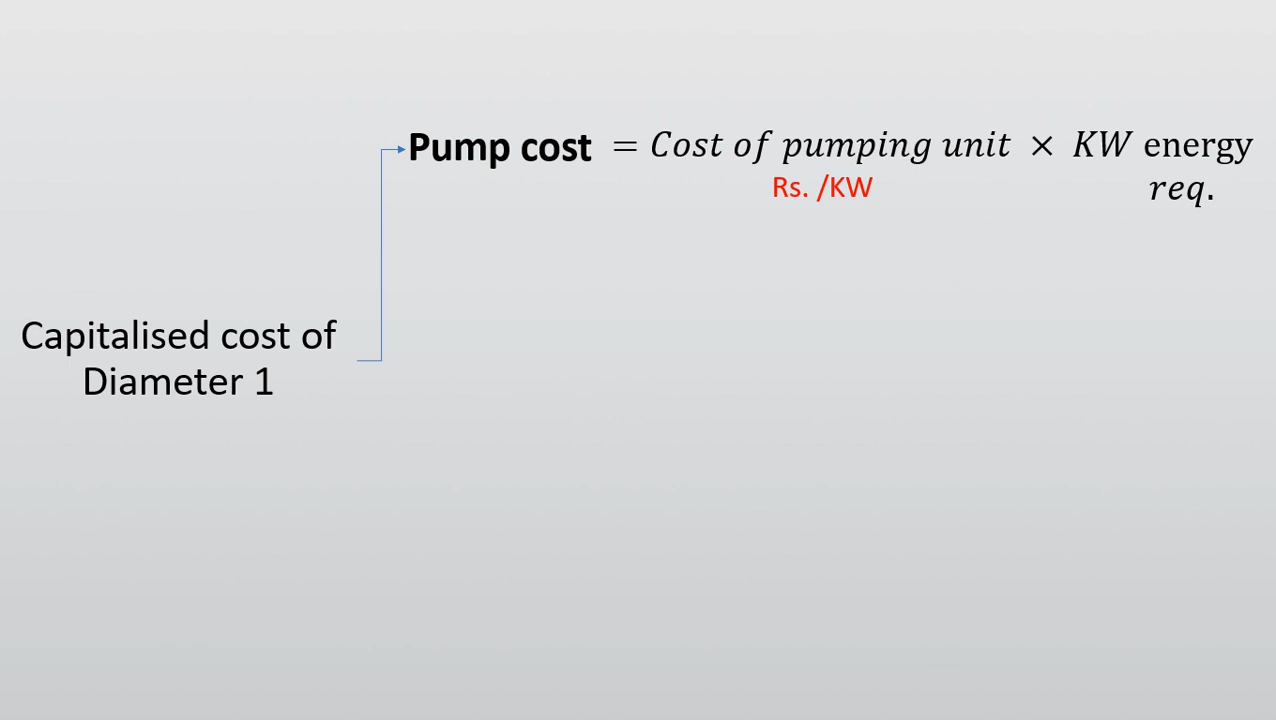 Pump cost = Cost of pumping unit × KW energy
Rs. /KW req.
Capitalised cost of
Diameter 1